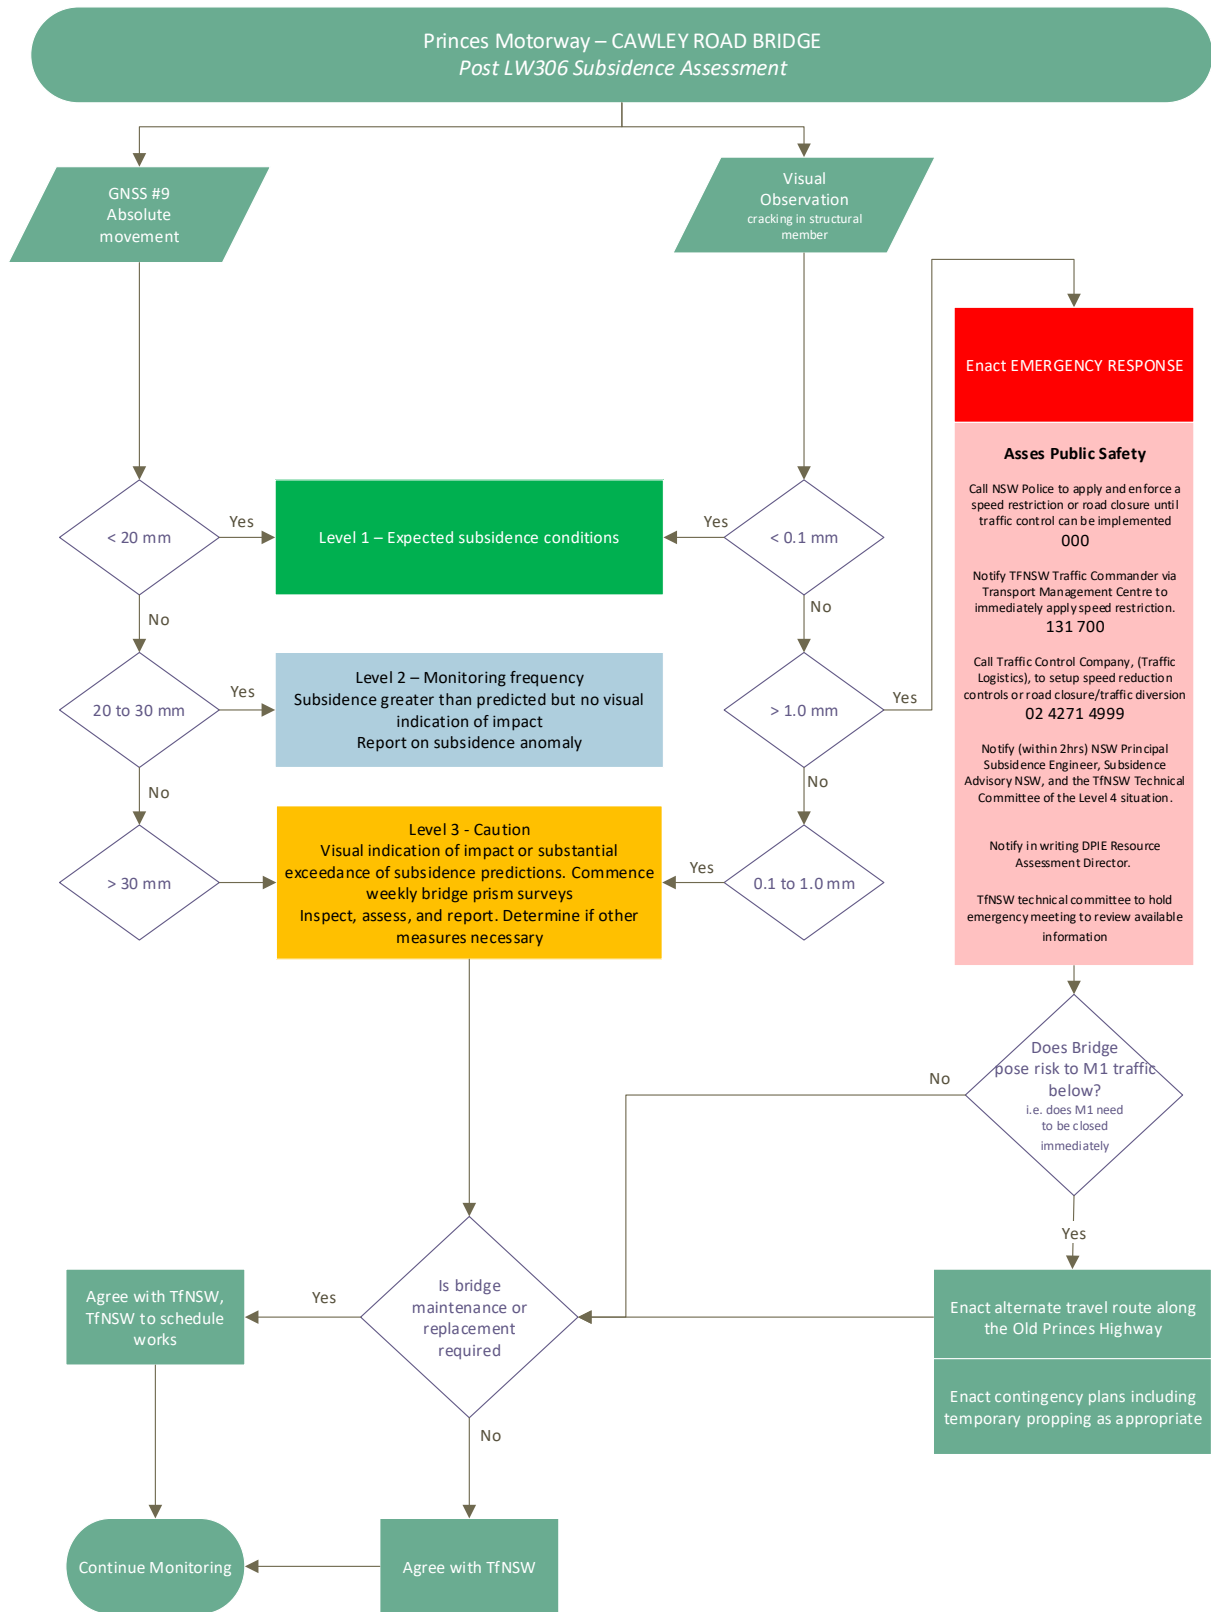 Princes Motorway – CAWLEY ROAD BRIDGE
Post LW306 Subsidence Assessment
GNSS #9
Absolute
movement
Visual
Observation
cracking in structural
member
Enact EMERGENCY RESPONSE
Asses Public Safety
Call NSW Police to apply and enforce a
speed restriction or road closure until
traffic control can be implemented
000
Notify TFNSW Traffic Commander via
Transport Management Centre to
immediately apply speed restriction.
131 700
Call Traffic Control Company, (Traffic
Logistics), to setup speed reduction
controls or road closure/traffic diversion
02 4271 4999
Notify (within 2hrs) NSW Principal
Subsidence Engineer, Subsidence
Advisory NSW, and the TfNSW Technical
Committee of the Level 4 situation.
Notify in writing DPIE Resource
Assessment Director.
TfNSW technical committee to hold
emergency meeting to review available
information
< 20 mm
Yes
Level 1 – Expected subsidence conditions
Yes
< 0.1 mm
No
No
20 to 30 mm
Yes
Level 2 – Monitoring frequency
Subsidence greater than predicted but no visual
indication of impact
Report on subsidence anomaly
> 1.0 mm
Yes
No
No
> 30 mm
Level 3 - Caution
Visual indication of impact or substantial
exceedance of subsidence predictions. Commence
weekly bridge prism surveys
Inspect, assess, and report. Determine if other
measures necessary
Yes
0.1 to 1.0 mm
Does Bridge
pose risk to M1 traffic
below?
i.e. does M1 need
to be closed
immediately
No
Yes
Agree with TfNSW,
TfNSW to schedule
works
Yes
Is bridge
maintenance or
replacement
required
Enact alternate travel route along
the Old Princes Highway
Enact contingency plans including
temporary propping as appropriate
No
Continue Monitoring
Agree with TfNSW